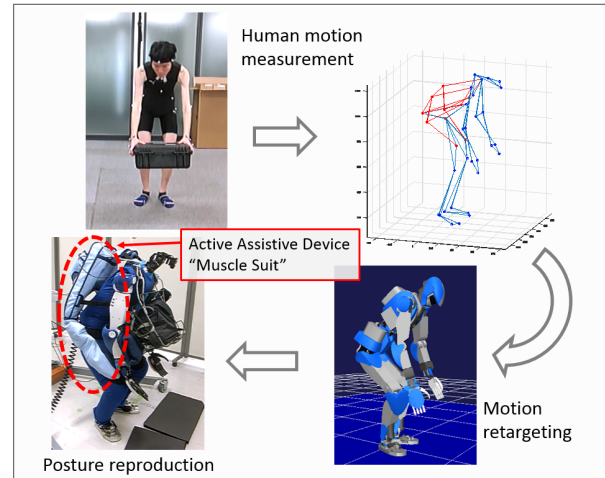 Human motion
measurement
Active Assistive Device
“Muscle Suit”
Motion
retargeting
Posture reproduction